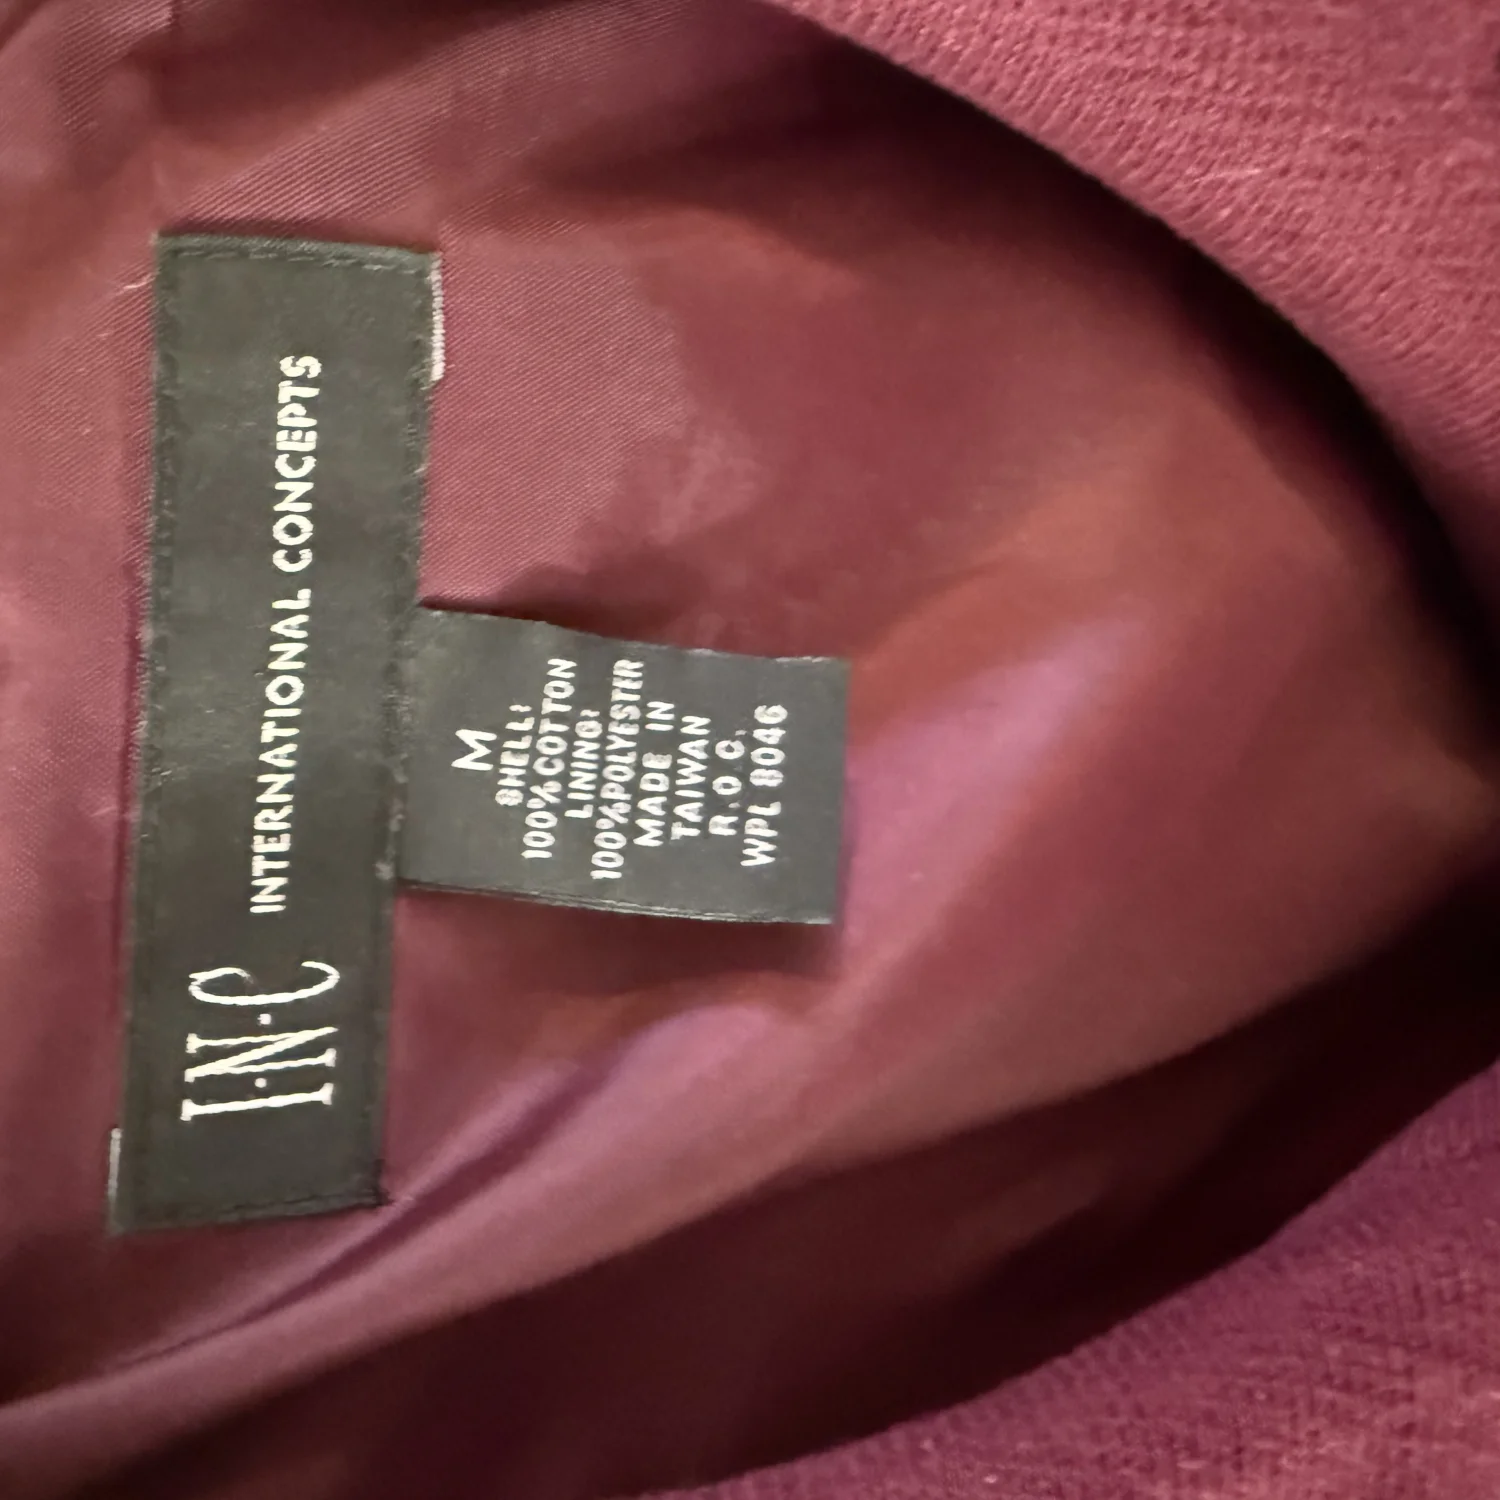 I·N·C INTERNATIONAL CONCEPTS
M
SHELL:
100%COTTON
LINING:
100%POLYESTER
MADE IN
TAIWAN
R.O.C.
WPL 8046